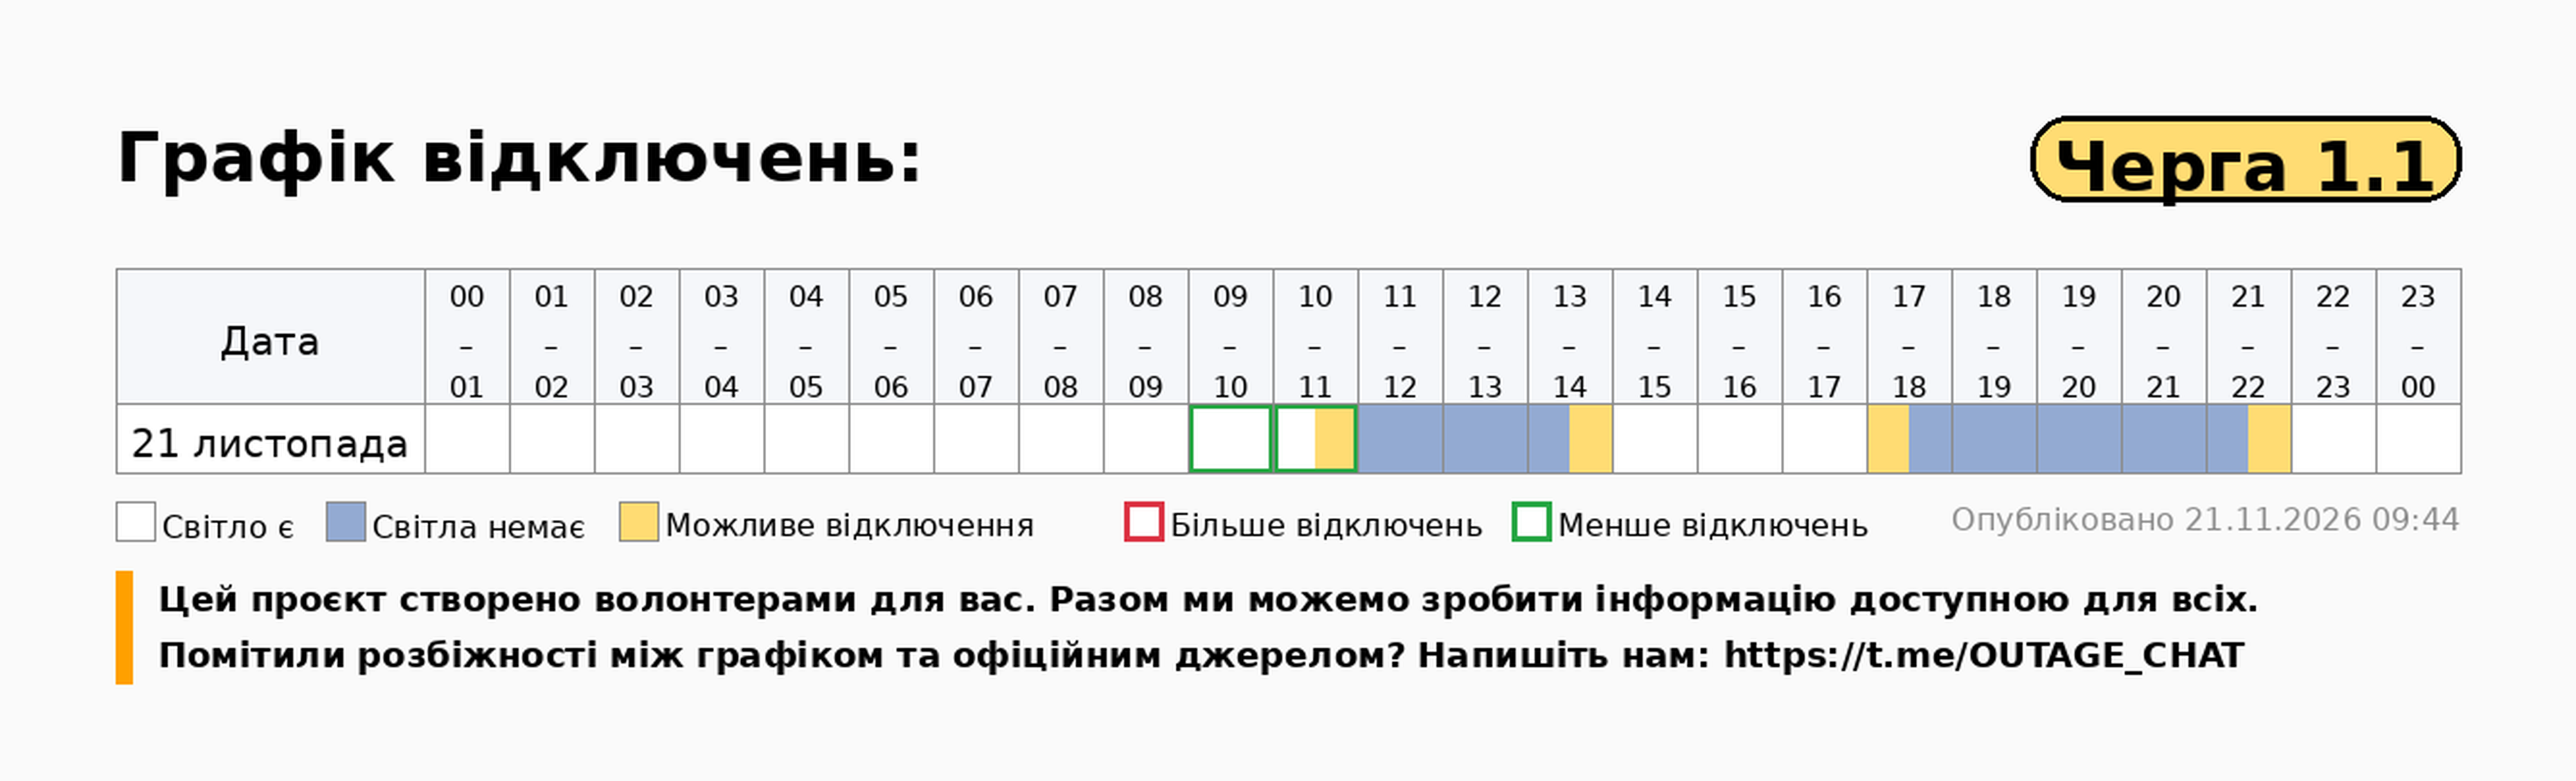 Графік відключень:
Черга 1.1
Дата 00 – 01 01 – 02 02 – 03 03 – 04 04 – 05 05 – 06 06 – 07 07 – 08 08 – 09 09 – 10 10 – 11 11 – 12 12 – 13 13 – 14 14 – 15 15 – 16 16 – 17 17 – 18 18 – 19 19 – 20 20 – 21 21 – 22 22 – 23 23 – 00
21 листопада
Світло є Світла немає Можливе відключення Більше відключень Менше відключень Опубліковано 21.11.2026 09:44
Цей проєкт створено волонтерами для вас. Разом ми можемо зробити інформацію доступною для всіх.
Помітили розбіжності між графіком та офіційним джерелом? Напишіть нам: https://t.me/OUTAGE_CHAT